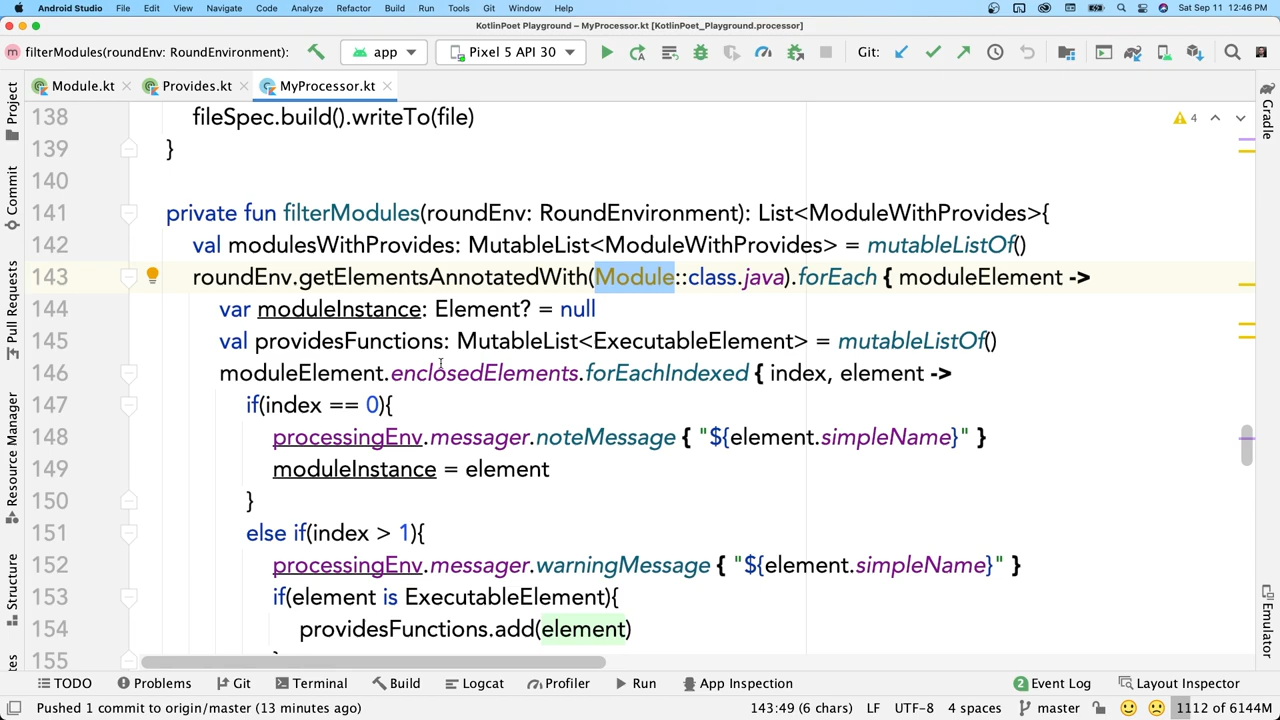 Android Studio File Edit View Navigate Code Analyze Refactor Build Run Tools Git Window Help Sat Sep 11 12:46 PM
KotlinPoet Playground – MyProcessor.kt [KotlinPoet_Playground.processor]
filterModules(roundEnv: RoundEnvironment): app Pixel 5 API 30 Git:
Module.kt Provides.kt MyProcessor.kt
138 fileSpec.build().writeTo(file) 4
139 }
140
141 private fun filterModules(roundEnv: RoundEnvironment): List<ModuleWithProvides>{
142 val modulesWithProvides: MutableList<ModuleWithProvides> = mutableListOf()
143 roundEnv.getElementsAnnotatedWith(Module::class.java).forEach { moduleElement ->
144 var moduleInstance: Element? = null
145 val providesFunctions: MutableList<ExecutableElement> = mutableListOf()
146 moduleElement.enclosedElements.forEachIndexed { index, element ->
147 if(index == 0){
148 processingEnv.messager.noteMessage { "${element.simpleName}" }
149 moduleInstance = element
150 }
151 else if(index > 1){
152 processingEnv.messager.warningMessage { "${element.simpleName}" }
153 if(element is ExecutableElement){
154 providesFunctions.add(element)
155
Project
Commit
Pull Requests
Resource Manager
Structure
Gradle
Emulator
TODO Problems Git Terminal Build Logcat Profiler Run App Inspection 2 Event Log Layout Inspector
Pushed 1 commit to origin/master (13 minutes ago) 143:49 (6 chars) LF UTF-8 4 spaces master 1112 of 6144M